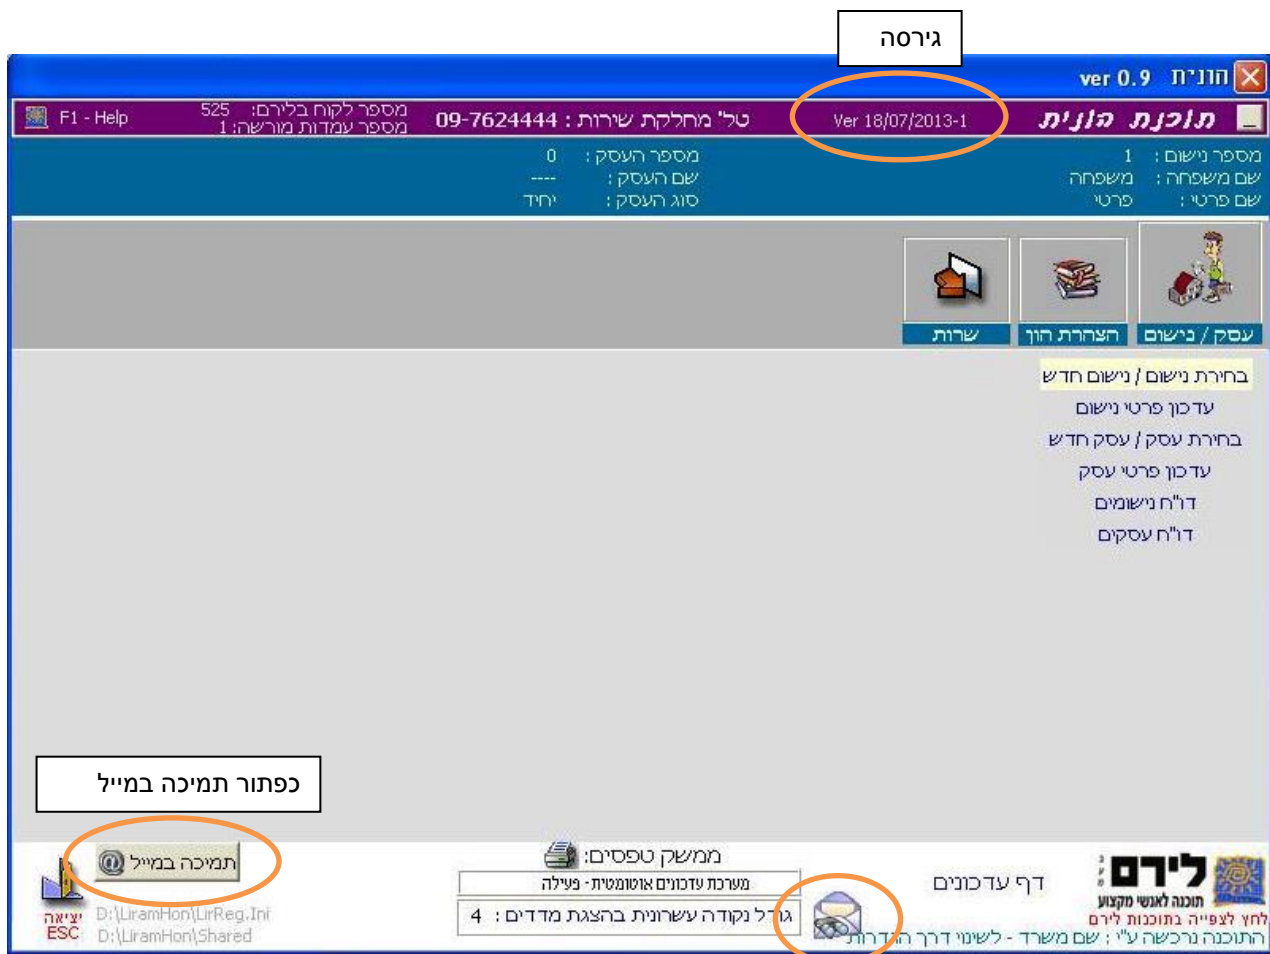 גירסה
הונית ver 0.9
תוכנת הונית
Ver 18/07/2013-1
טל' מחלקת שירות : 09-7624444
מספר לקוח בלירם: 525
מספר עמדות מורשה: 1
F1 - Help
מספר נישום : 1
שם משפחה : משפחה
שם פרטי : פרטי
מספר העסק : 0
שם העסק : ----
סוג העסק : יחיד
עסק / נישום
הצהרת הון
שרות
בחירת נישום / נישום חדש
עדכון פרטי נישום
בחירת עסק / עסק חדש
עדכון פרטי עסק
דו"ח נישומים
דו"ח עסקים
כפתור תמיכה במייל
תמיכה במייל @
יציאה
ESC
D:\LiramHon\LirReg.Ini
D:\LiramHon\Shared
ממשק טפסים:
מערכת עדכונים אוטומטית - פעילה
גודל נקודה עשרונית בהצגת מדדים : 4
דף עדכונים
לירם
תוכנה לאנשי מקצוע
לחץ לצפייה בתוכנות לירם
התוכנה נרכשה ע"י : שם משרד - לשינוי דרך הגדרות